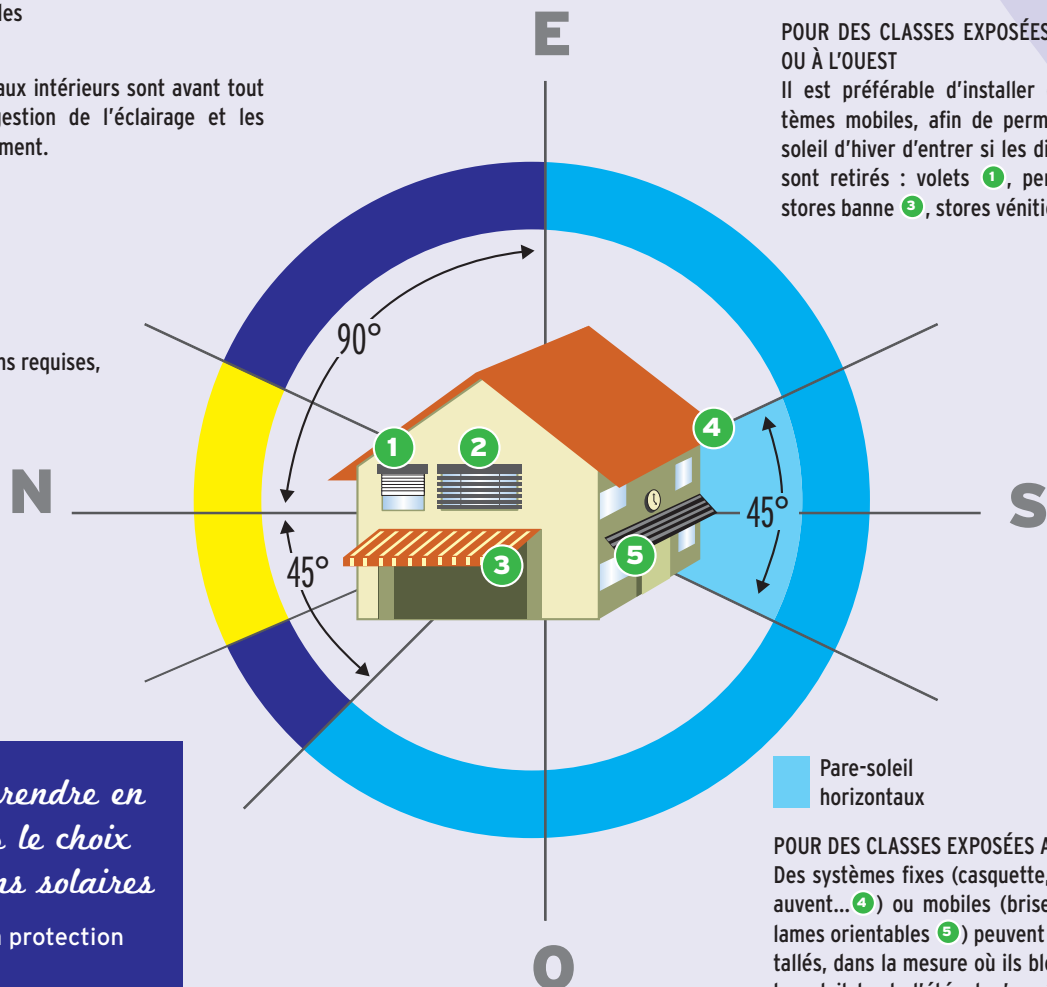 les
aux intérieurs sont avant tout
gestion de l'éclairage et les
ment.
E
POUR DES CLASSES EXPOSÉES
OU À L'OUEST
Il est préférable d'installer
tèmes mobiles, afin de perm
soleil d'hiver d'entrer si les di
sont retirés : volets 1, per
stores banne 3, stores véniti
ns requises,
90°
N
45°
1
2
3
4
5
45°
S
O
rendre en
s le choix
ns solaires
protection
Pare-soleil
horizontaux
POUR DES CLASSES EXPOSÉES A
Des systèmes fixes (casquette,
auvent...4) ou mobiles (brise
lames orientables 5) peuvent
tallés, dans la mesure où ils blo